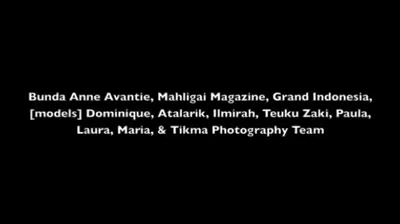 Bunda Anne Avantie, Mahligai Magazine, Grand Indonesia,
[models] Dominique, Atalarik, Ilmirah, Teuku Zaki, Paula,
Laura, Maria, & Tikma Photography Team